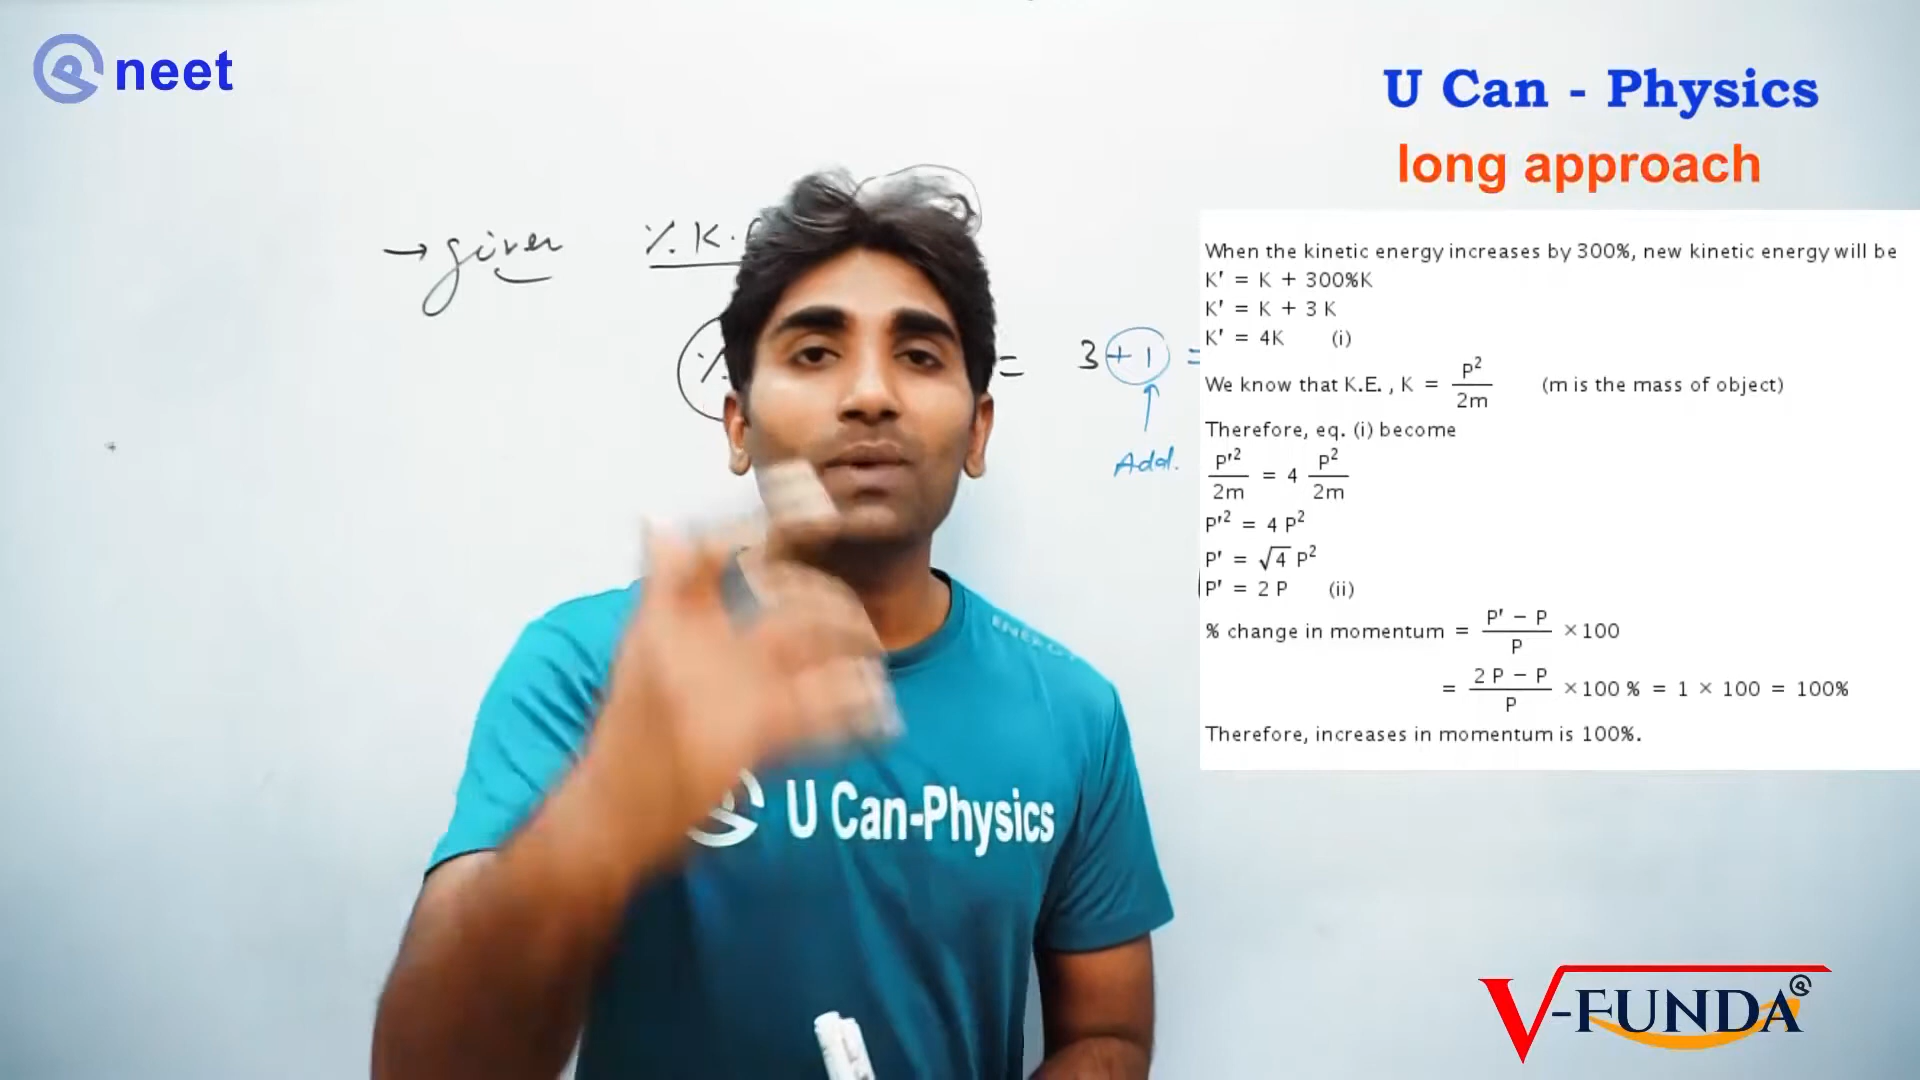 neet
U Can - Physics
long approach
→ given %K.
% = 3 + 1 =
Add.
When the kinetic energy increases by 300%, new kinetic energy will be
K' = K + 300%K
K' = K + 3 K
K' = 4K (i)
We know that K.E. , K = P²/2m (m is the mass of object)
Therefore, eq. (i) become
P'²/2m = 4 P²/2m
P'² = 4 P²
P' = √4 P²
P' = 2 P (ii)
% change in momentum = (P' − P)/P ×100
= (2 P − P)/P ×100 % = 1 × 100 = 100%
Therefore, increases in momentum is 100%.
ENERGY
U Can-Physics
V-FUNDA